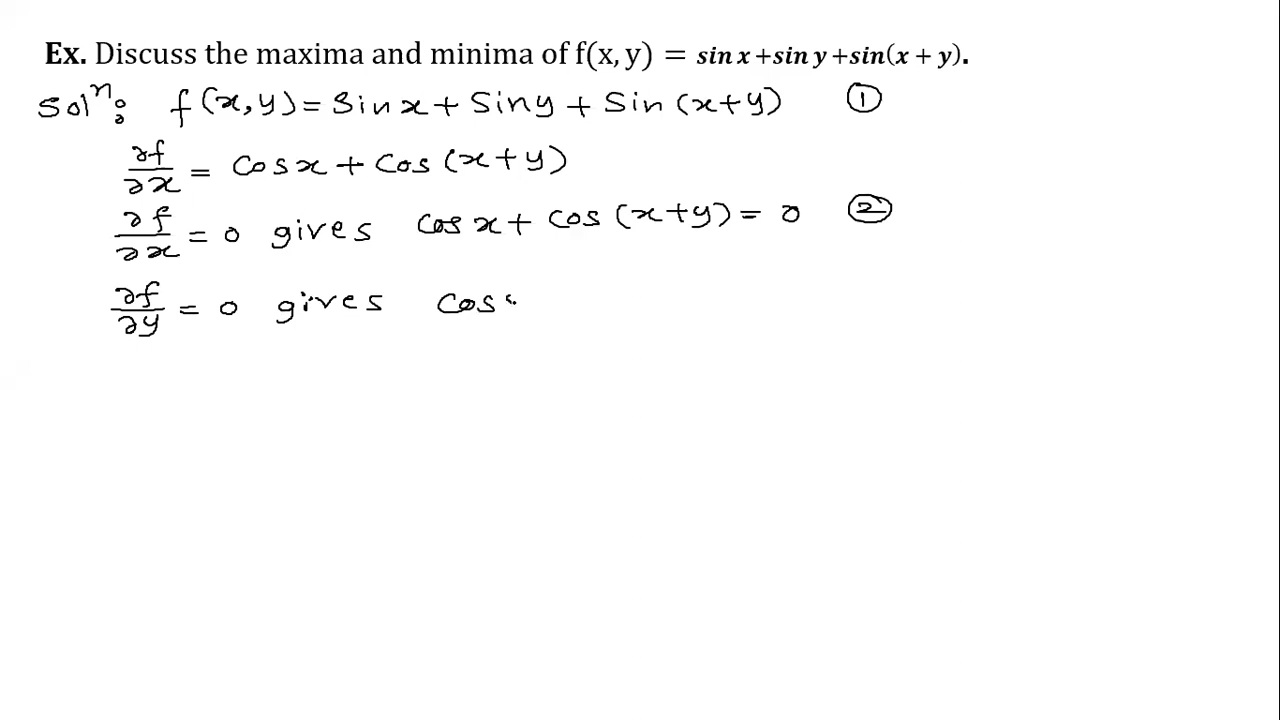 Ex. Discuss the maxima and minima of f(x, y) = sin x +sin y +sin(x + y).
Solⁿ: f(x,y) = Sin x + Sin y + Sin (x+y) ①
∂f/∂x = Cos x + Cos (x+y)
∂f/∂x = 0 gives Cos x + Cos (x+y) = 0 ②
∂f/∂y = 0 gives Cos